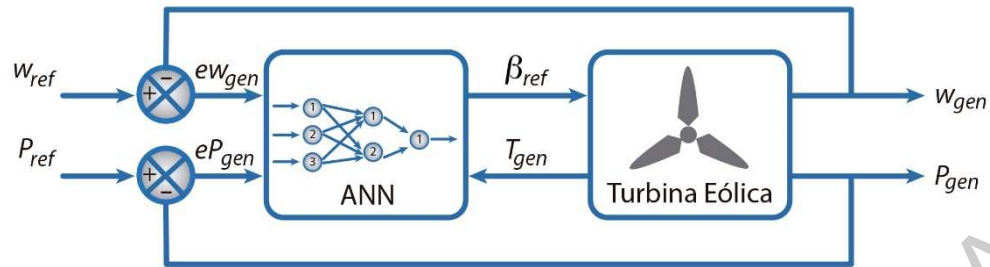 w_ref
+
−
ew_gen
P_ref
+
−
eP_gen
1
2
3
1
2
1
ANN
β_ref
T_gen
Turbina Eólica
w_gen
P_gen